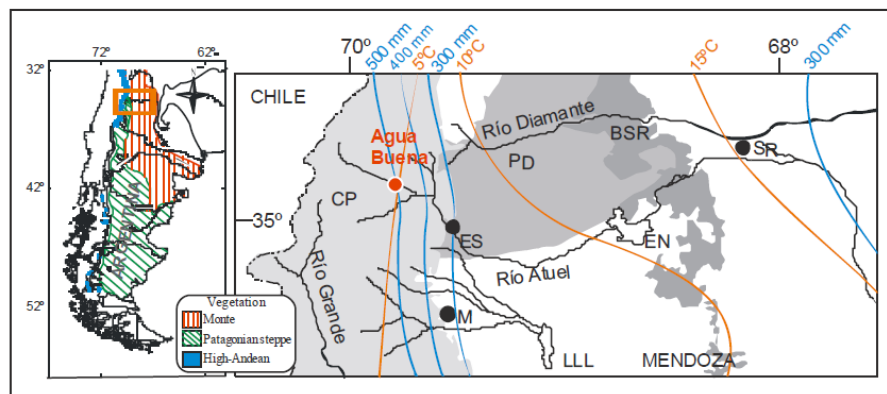 72º
62º
32º
42º
52º
ARGENTINA
Vegetation
Monte
Patagonian steppe
High-Andean
70º
500 mm
400 mm
5ºC
300 mm
10ºC
15ºC
68º
300 mm
CHILE
Agua
Buena
Río Diamante
BSR
SR
PD
CP
35º
ES
EN
Río Atuel
Río Grande
M
LLL
MENDOZA